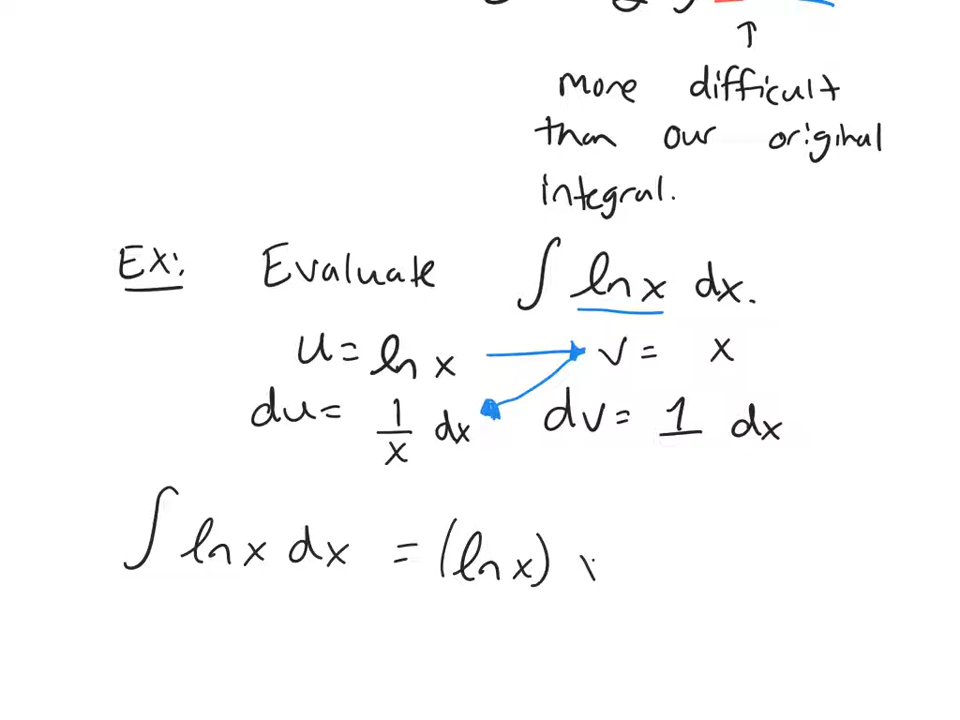 ↑
more difficult
than our original
integral.
Ex: Evaluate ∫ ln x dx.
u = ln x v = x
du = 1/x dx dv = 1 dx
∫ ln x dx = (ln x)